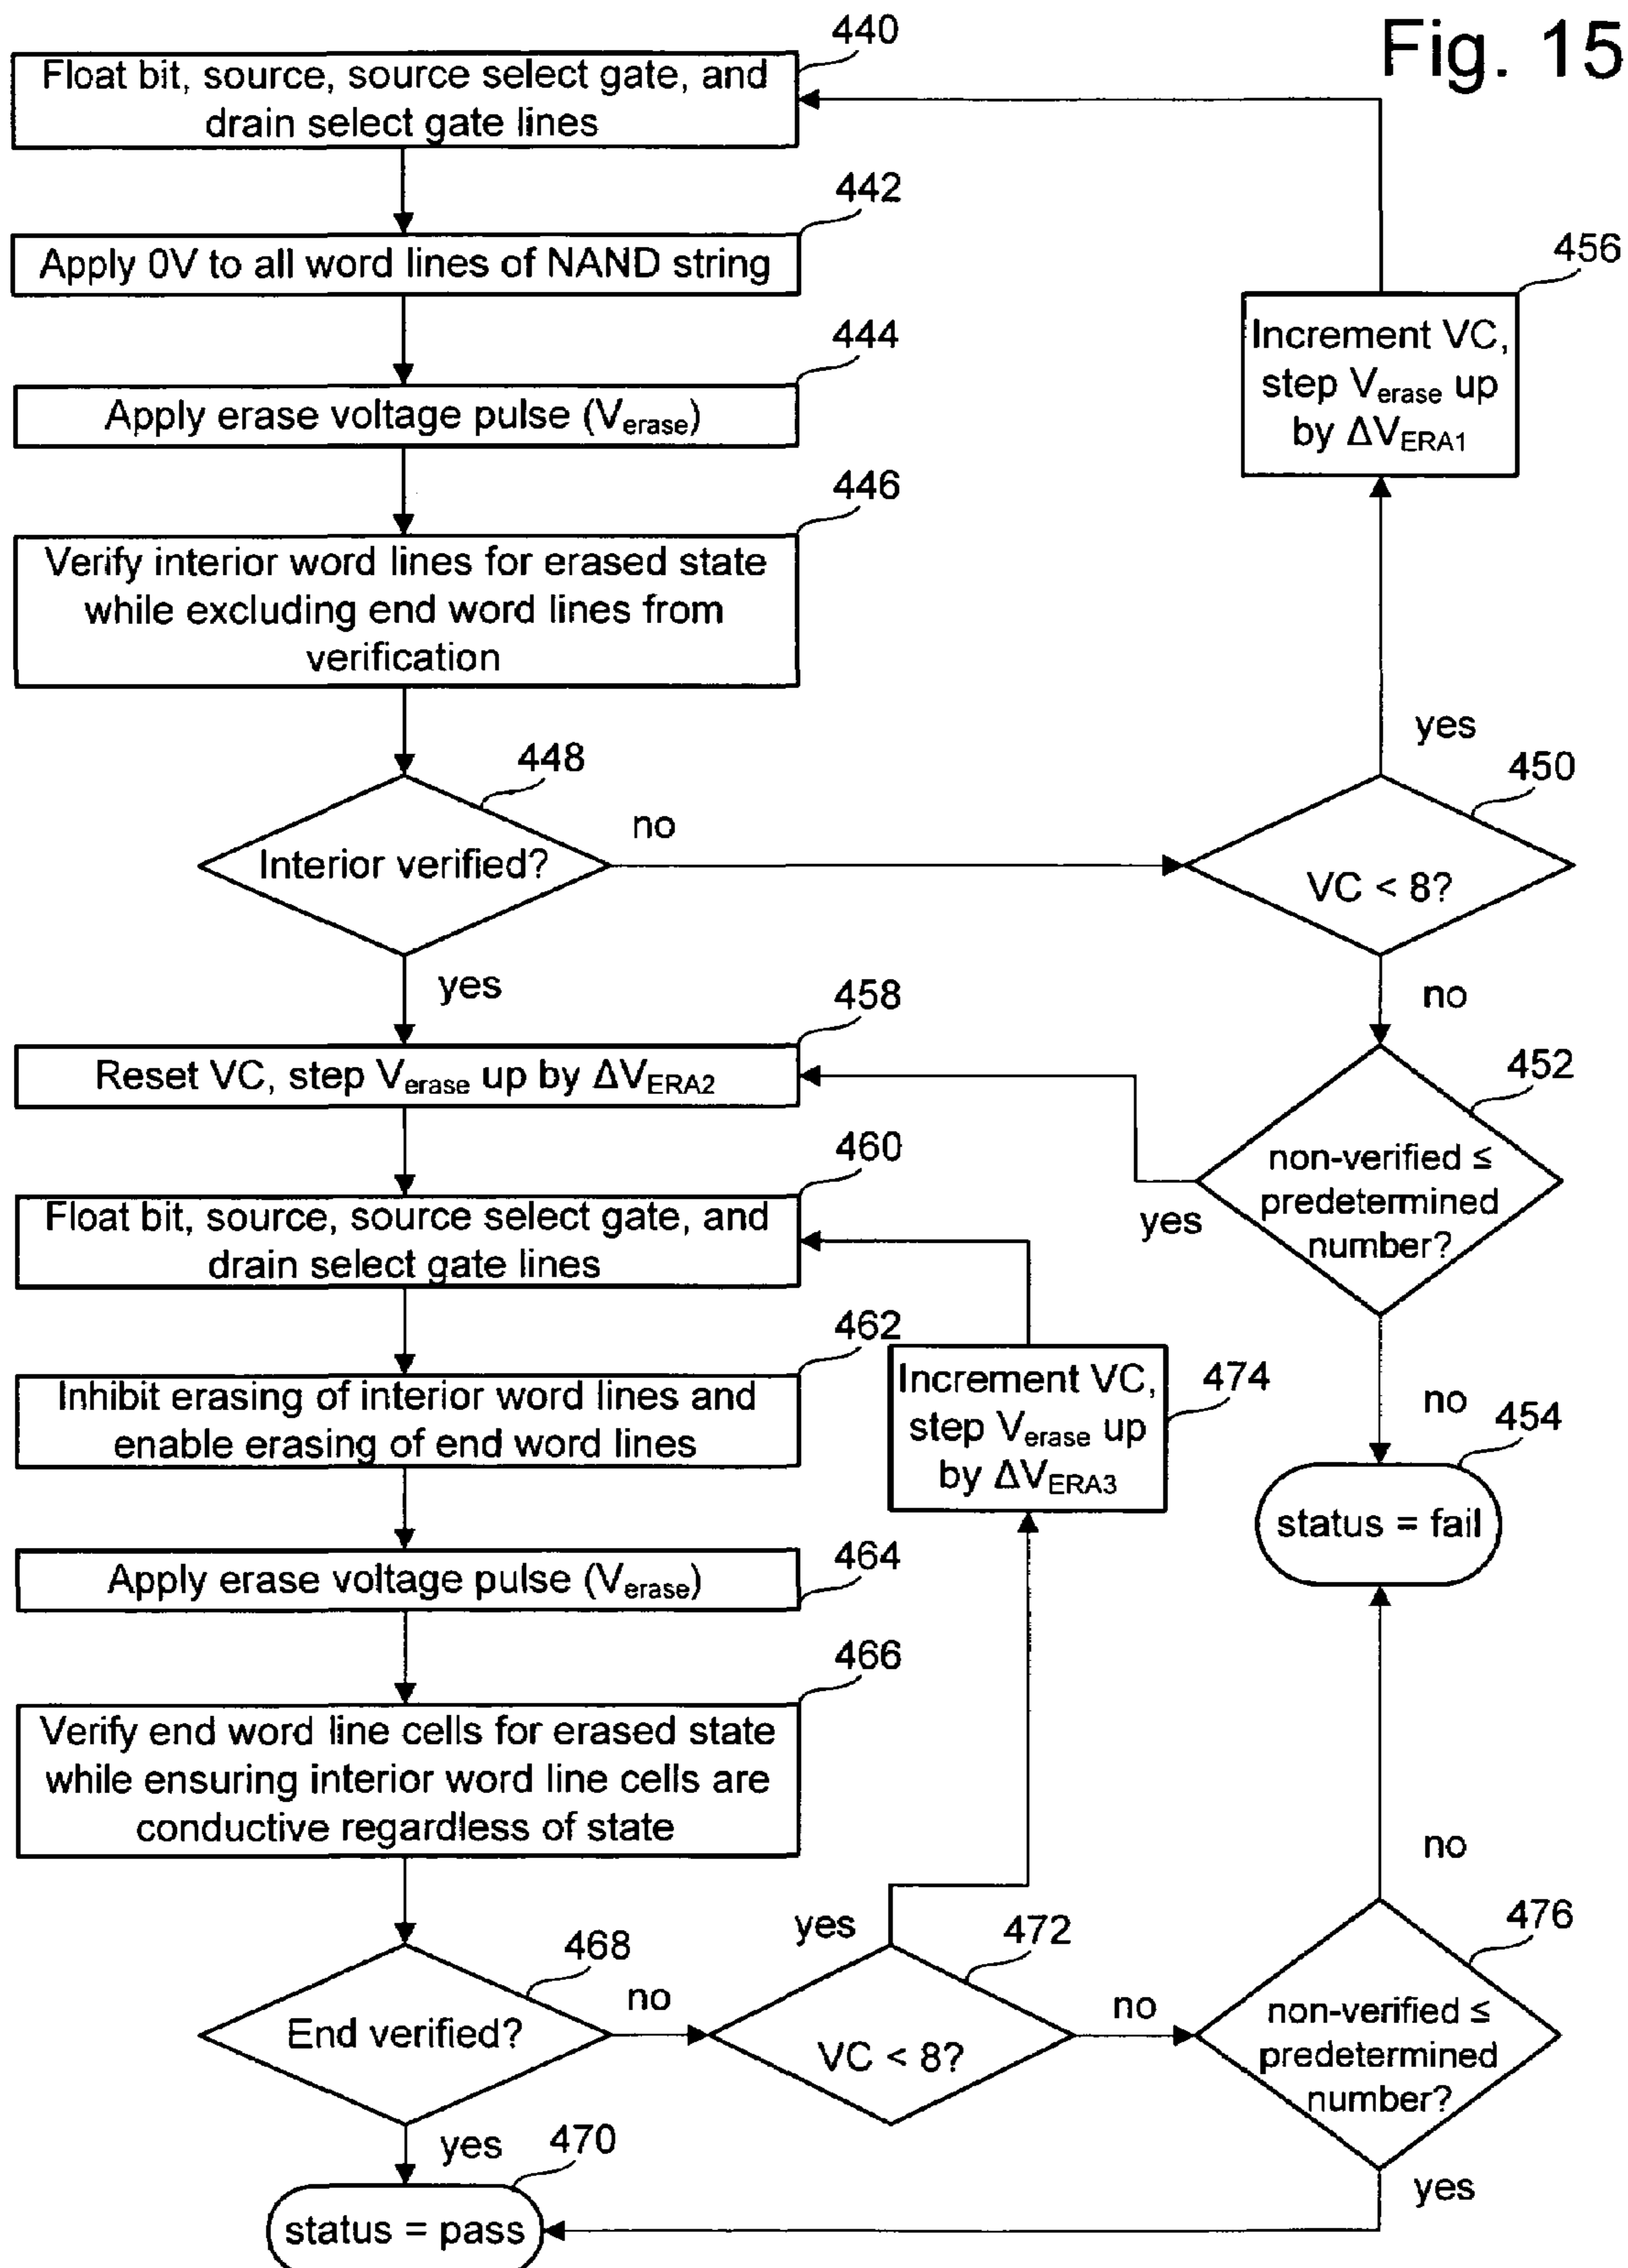 Fig. 15
440
Float bit, source, source select gate, and
drain select gate lines
442
Apply 0V to all word lines of NAND string
444
Apply erase voltage pulse (Verase)
446
Verify interior word lines for erased state
while excluding end word lines from
verification
448
Interior verified?
no
yes
450
VC < 8?
yes
no
456
Increment VC,
step Verase up
by ΔVERA1
452
non-verified ≤
predetermined
number?
yes
no
454
status = fail
458
Reset VC, step Verase up by ΔVERA2
460
Float bit, source, source select gate, and
drain select gate lines
462
Inhibit erasing of interior word lines and
enable erasing of end word lines
464
Apply erase voltage pulse (Verase)
466
Verify end word line cells for erased state
while ensuring interior word line cells are
conductive regardless of state
468
End verified?
no
yes
470
status = pass
472
VC < 8?
yes
no
474
Increment VC,
step Verase up
by ΔVERA3
476
non-verified ≤
predetermined
number?
no
yes